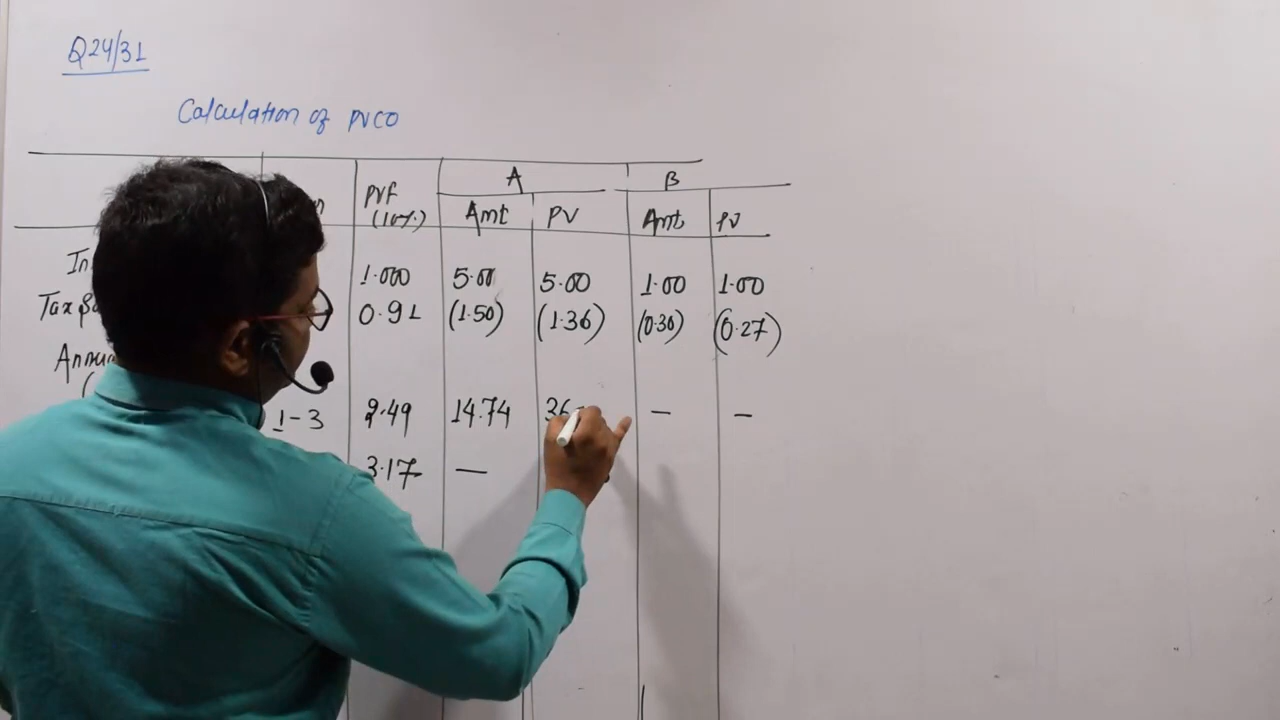 Q24/31
Calculation of PVCO
A B
PVF (10%) Amt PV Amt PV
1.000 5.00 5.00 1.00 1.00
Tax 0.91 (1.50) (1.36) (0.30) (0.27)
1-3 2.49 14.74 — —
3.17 —